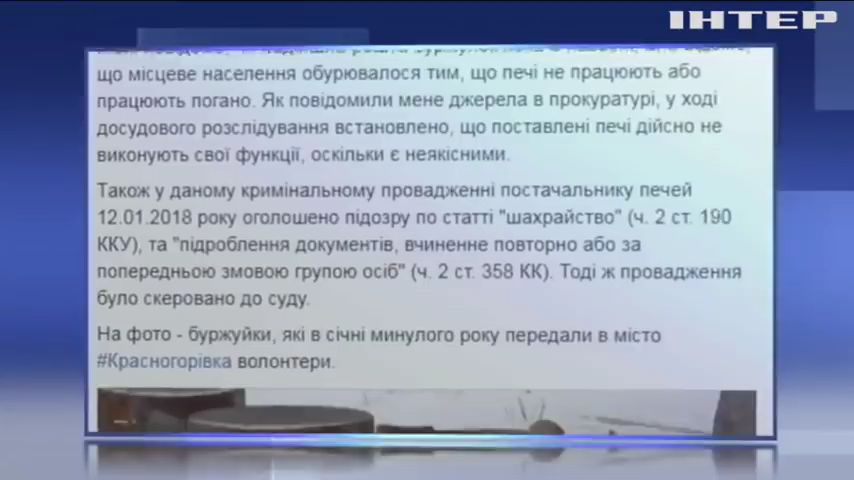 ІНТЕР
що місцеве населення обурювалося тим, що печі не працюють або
працюють погано. Як повідомили мене джерела в прокуратурі, у ході
досудового розслідування встановлено, що поставлені печі дійсно не
виконують свої функції, оскільки є неякісними.
Також у даному кримінальному провадженні постачальнику печей
12.01.2018 року оголошено підозру по статті "шахрайство" (ч. 2 ст. 190
ККУ), та "підроблення документів, вчиненне повторно або за
попередньою змовою групою осіб" (ч. 2 ст. 358 КК). Тоді ж провадження
було скеровано до суду.
На фото - буржуйки, які в січні минулого року передали в місто
#Красногорівка волонтери.